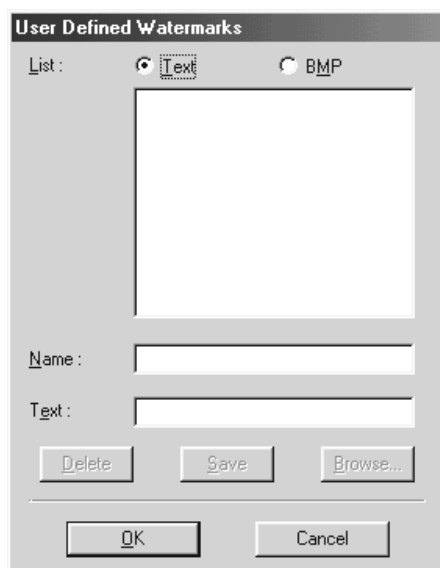 User Defined Watermarks
List : Text BMP
Name :
Text :
Delete Save Browse...
OK Cancel